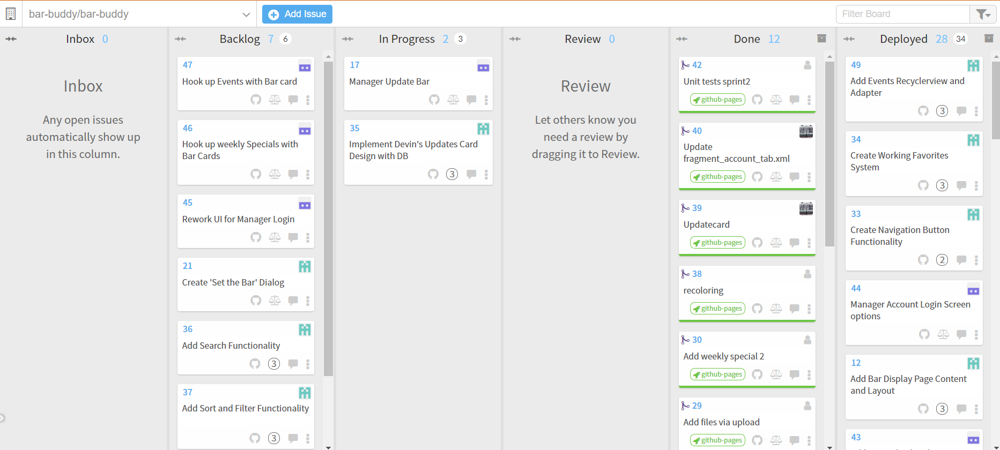 bar-buddy/bar-buddy
Add Issue
Filter Board
Inbox 0
Inbox
Any open issues
automatically show up
in this column.
Backlog 7 6
47
Hook up Events with Bar card
46
Hook up weekly Specials with
Bar Cards
45
Rework UI for Manager Login
21
Create 'Set the Bar' Dialog
36
Add Search Functionality
3
37
Add Sort and Filter Functionality
3
In Progress 2 3
17
Manager Update Bar
35
Implement Devin's Updates Card
Design with DB
3
Review 0
Review
Let others know you
need a review by
dragging it to Review.
Done 12
42
Unit tests sprint2
github-pages
40
Update
fragment_account_tab.xml
github-pages
39
Updatecard
github-pages
38
recoloring
github-pages
30
Add weekly special 2
github-pages
29
Add files via upload
github-pages
Deployed 28 34
49
Add Events Recyclerview and
Adapter
3
34
Create Working Favorites
System
3
33
Create Navigation Button
Functionality
2
44
Manager Account Login Screen
options
12
Add Bar Display Page Content
and Layout
3
43